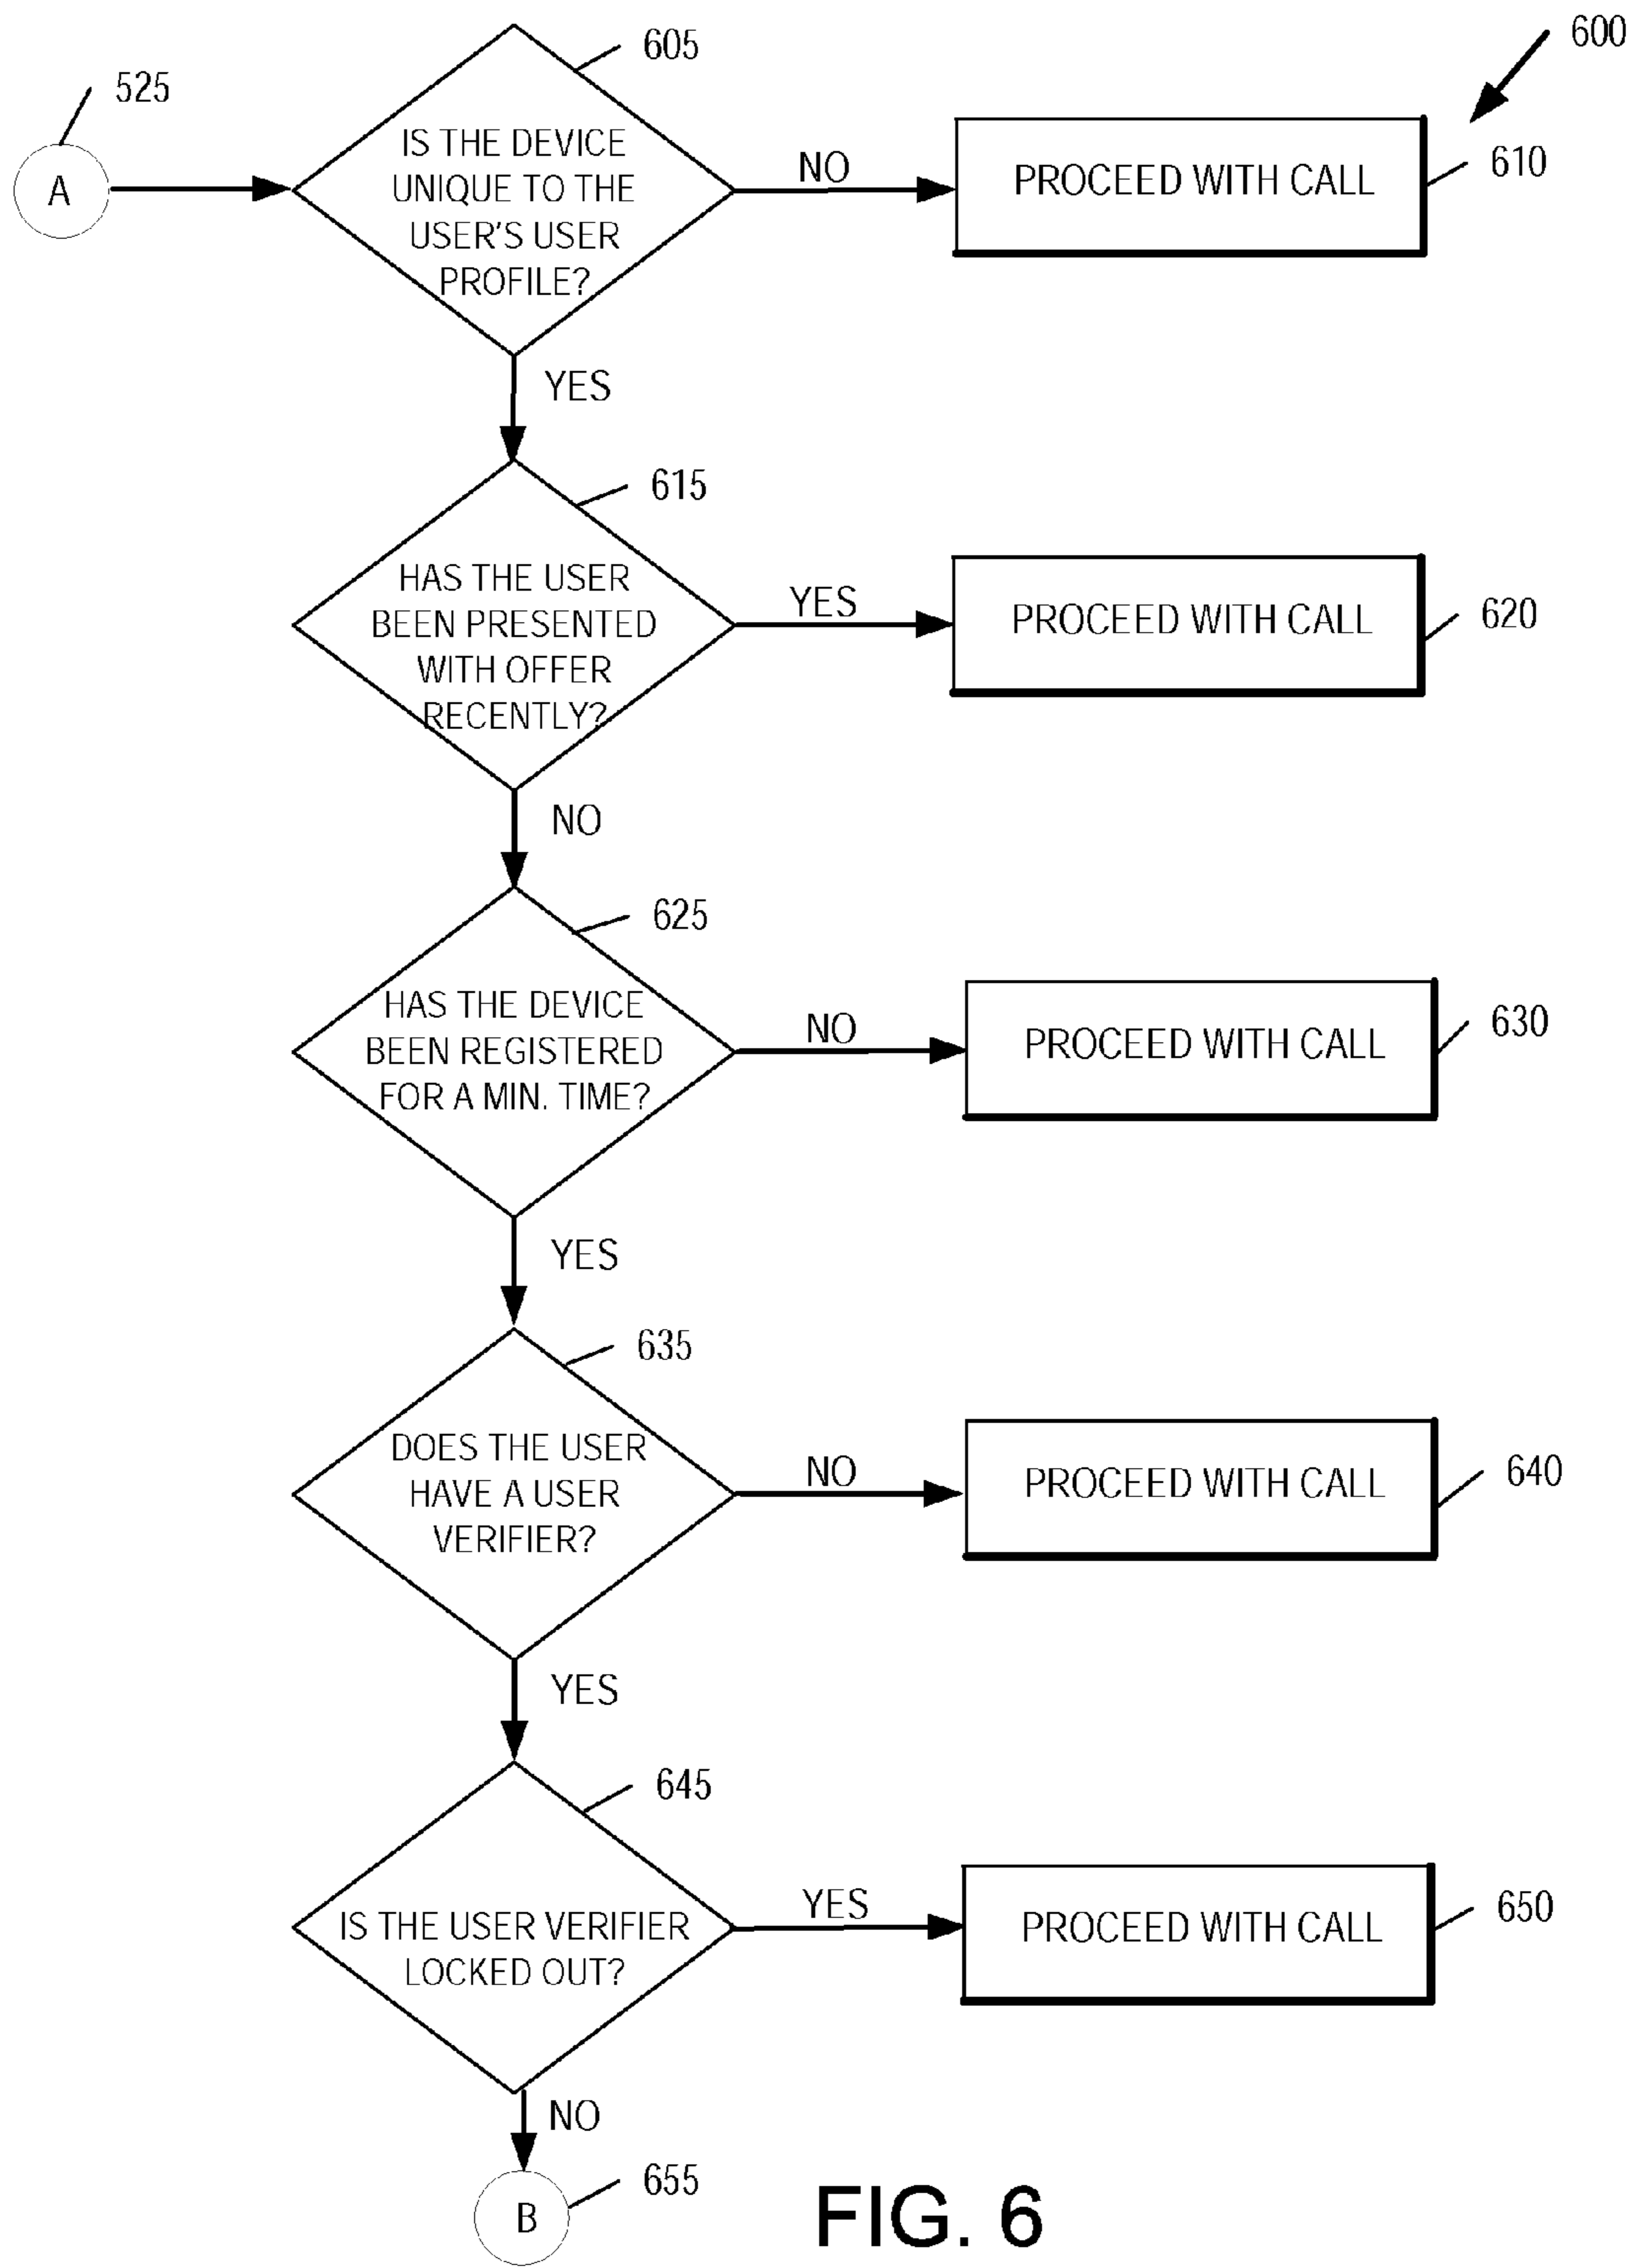 600
605
525
A
IS THE DEVICE
UNIQUE TO THE
USER'S USER
PROFILE?
NO
PROCEED WITH CALL
610
YES
615
HAS THE USER
BEEN PRESENTED
WITH OFFER
RECENTLY?
YES
PROCEED WITH CALL
620
NO
625
HAS THE DEVICE
BEEN REGISTERED
FOR A MIN. TIME?
NO
PROCEED WITH CALL
630
YES
635
DOES THE USER
HAVE A USER
VERIFIER?
NO
PROCEED WITH CALL
640
YES
645
IS THE USER VERIFIER
LOCKED OUT?
YES
PROCEED WITH CALL
650
NO
655
B
FIG. 6